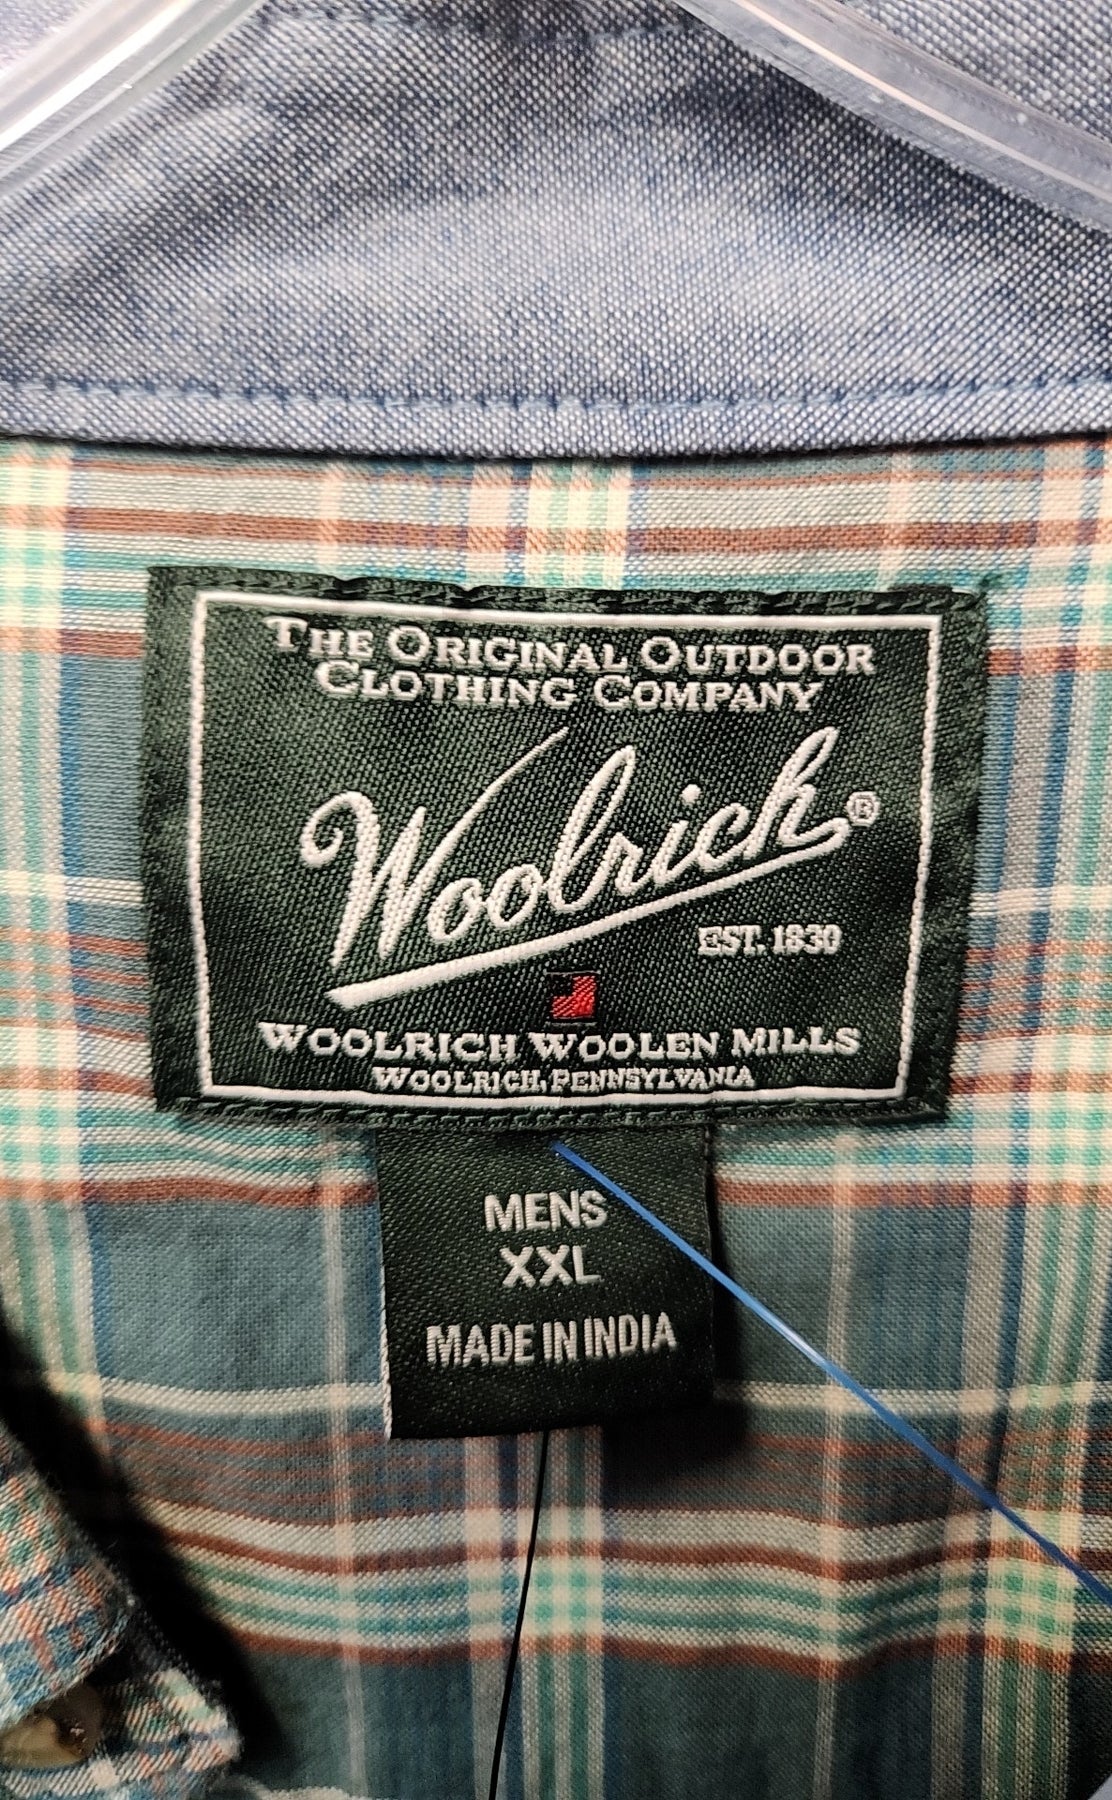 THE ORIGINAL OUTDOOR
CLOTHING COMPANY
Woolrich®
EST. 1830
WOOLRICH WOOLEN MILLS
WOOLRICH, PENNSYLVANIA
MENS
XXL
MADE IN INDIA